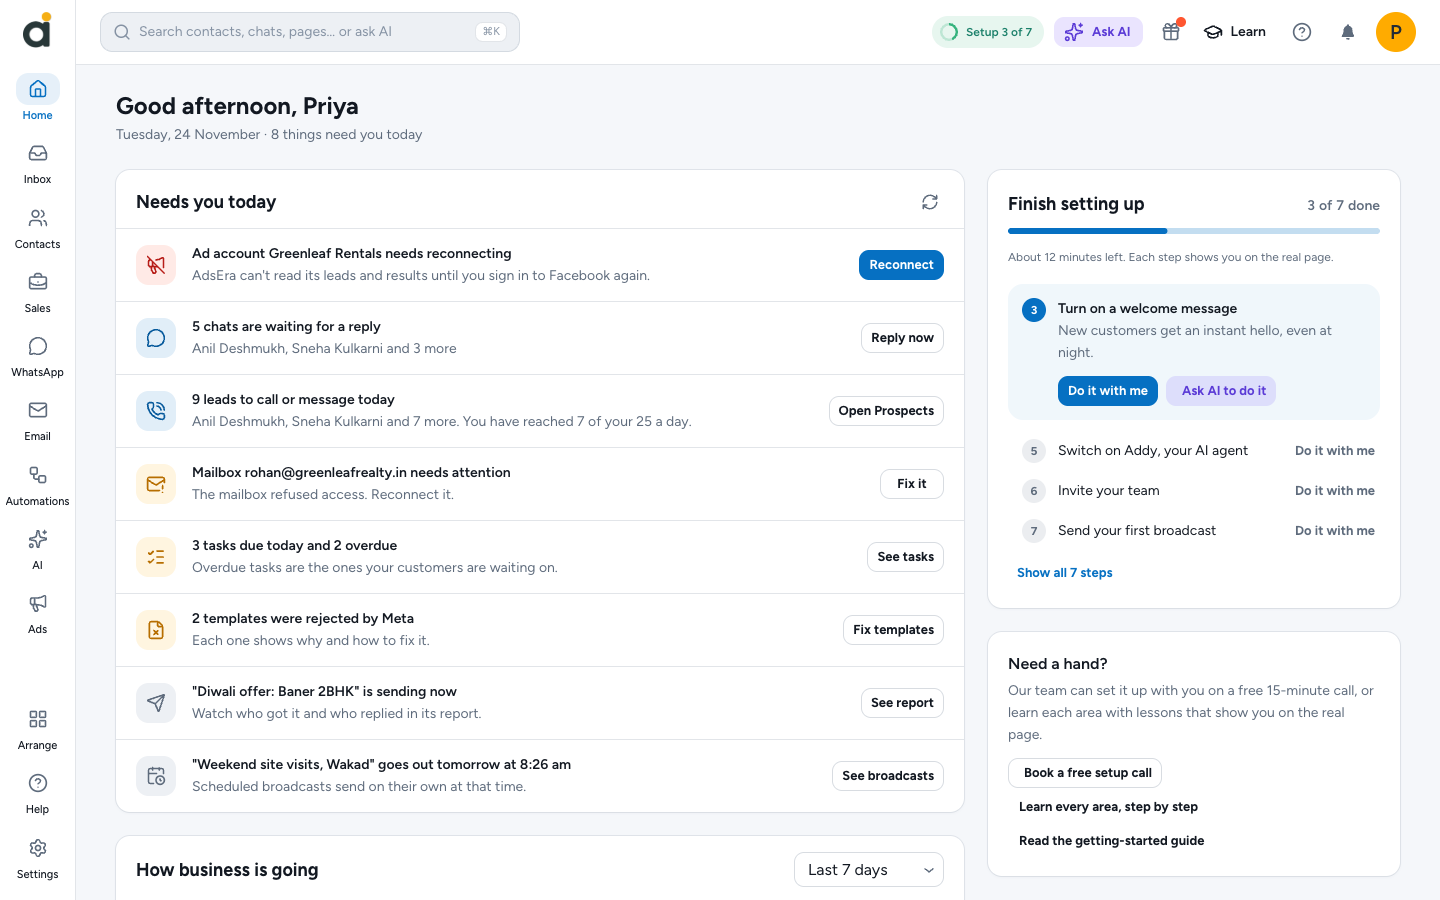 Search contacts, chats, pages... or ask AI
⌘K
Setup 3 of 7
Ask AI
Learn
P
Home
Inbox
Contacts
Sales
WhatsApp
Email
Automations
AI
Ads
Arrange
Help
Settings
Good afternoon, Priya
Tuesday, 24 November · 8 things need you today
Needs you today
Ad account Greenleaf Rentals needs reconnecting
AdsEra can't read its leads and results until you sign in to Facebook again.
Reconnect
5 chats are waiting for a reply
Anil Deshmukh, Sneha Kulkarni and 3 more
Reply now
9 leads to call or message today
Anil Deshmukh, Sneha Kulkarni and 7 more. You have reached 7 of your 25 a day.
Open Prospects
Mailbox rohan@greenleafrealty.in needs attention
The mailbox refused access. Reconnect it.
Fix it
3 tasks due today and 2 overdue
Overdue tasks are the ones your customers are waiting on.
See tasks
2 templates were rejected by Meta
Each one shows why and how to fix it.
Fix templates
"Diwali offer: Baner 2BHK" is sending now
Watch who got it and who replied in its report.
See report
"Weekend site visits, Wakad" goes out tomorrow at 8:26 am
Scheduled broadcasts send on their own at that time.
See broadcasts
How business is going
Last 7 days
Finish setting up
3 of 7 done
About 12 minutes left. Each step shows you on the real page.
3
Turn on a welcome message
New customers get an instant hello, even at
night.
Do it with me
Ask AI to do it
5
Switch on Addy, your AI agent
Do it with me
6
Invite your team
Do it with me
7
Send your first broadcast
Do it with me
Show all 7 steps
Need a hand?
Our team can set it up with you on a free 15-minute call, or
learn each area with lessons that show you on the real
page.
Book a free setup call
Learn every area, step by step
Read the getting-started guide